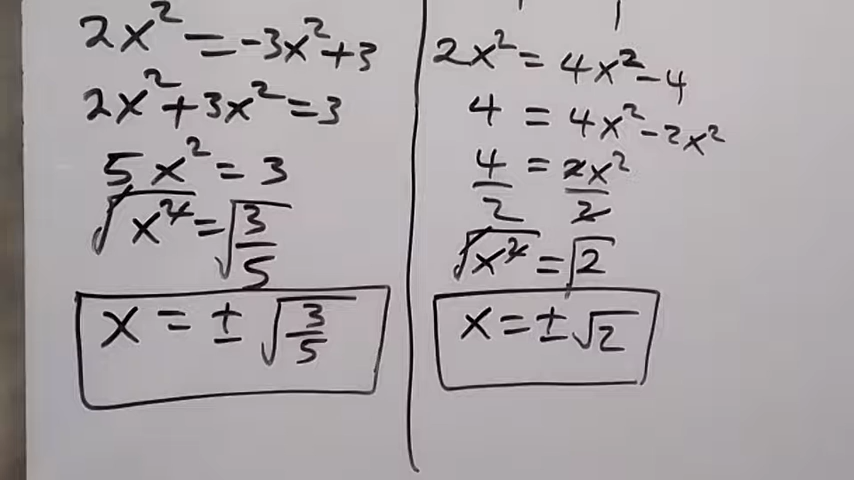 2x² = -3x² + 3
2x² + 3x² = 3
5x² = 3
√x² = √3/5
x = ± √3/5
2x² = 4x² - 4
4 = 4x² - 2x²
4/2 = 2x²/2
√x² = √2
x = ± √2